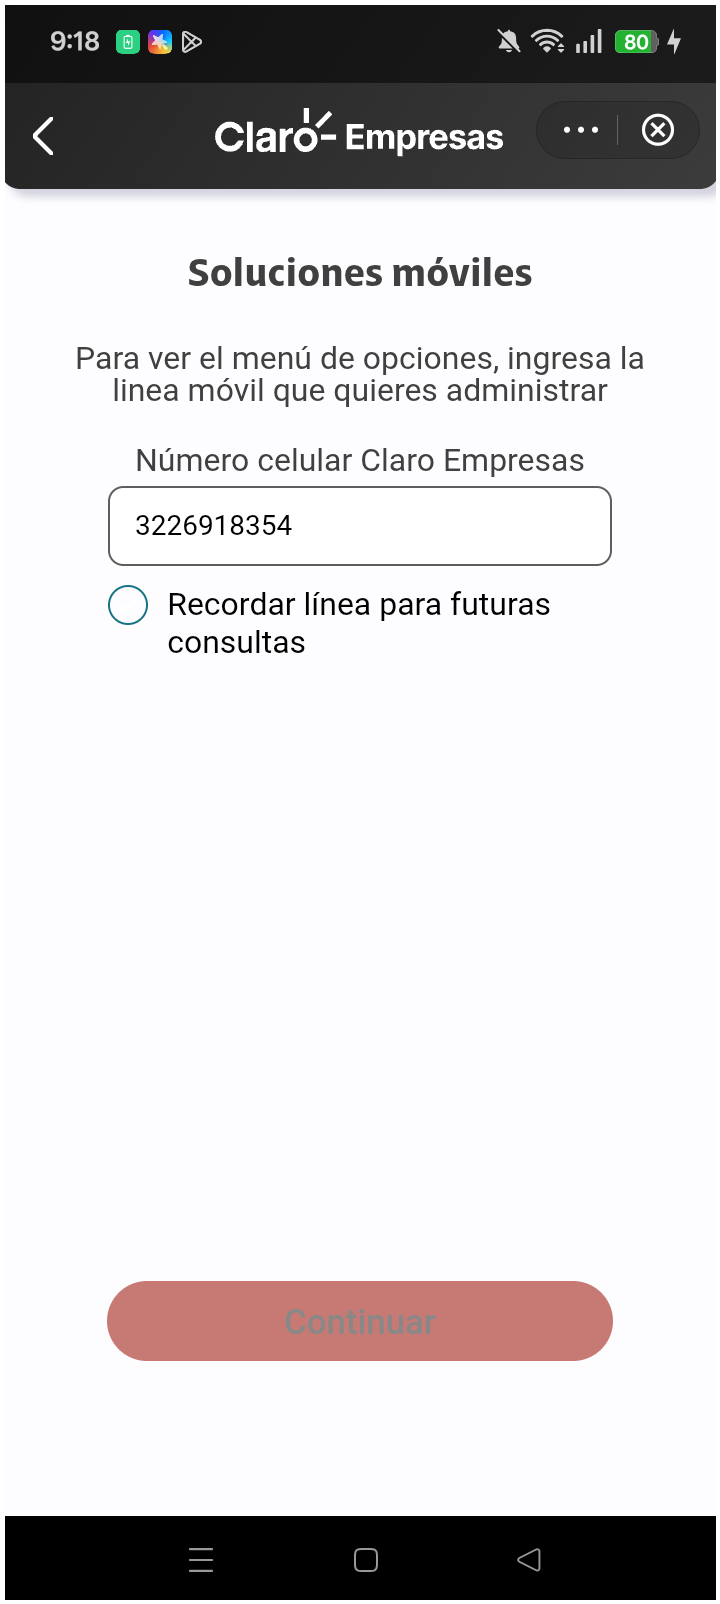 9:18
80
Claro Empresas
Soluciones móviles
Para ver el menú de opciones, ingresa la
linea móvil que quieres administrar
Número celular Claro Empresas
3226918354
Recordar línea para futuras
consultas
Continuar